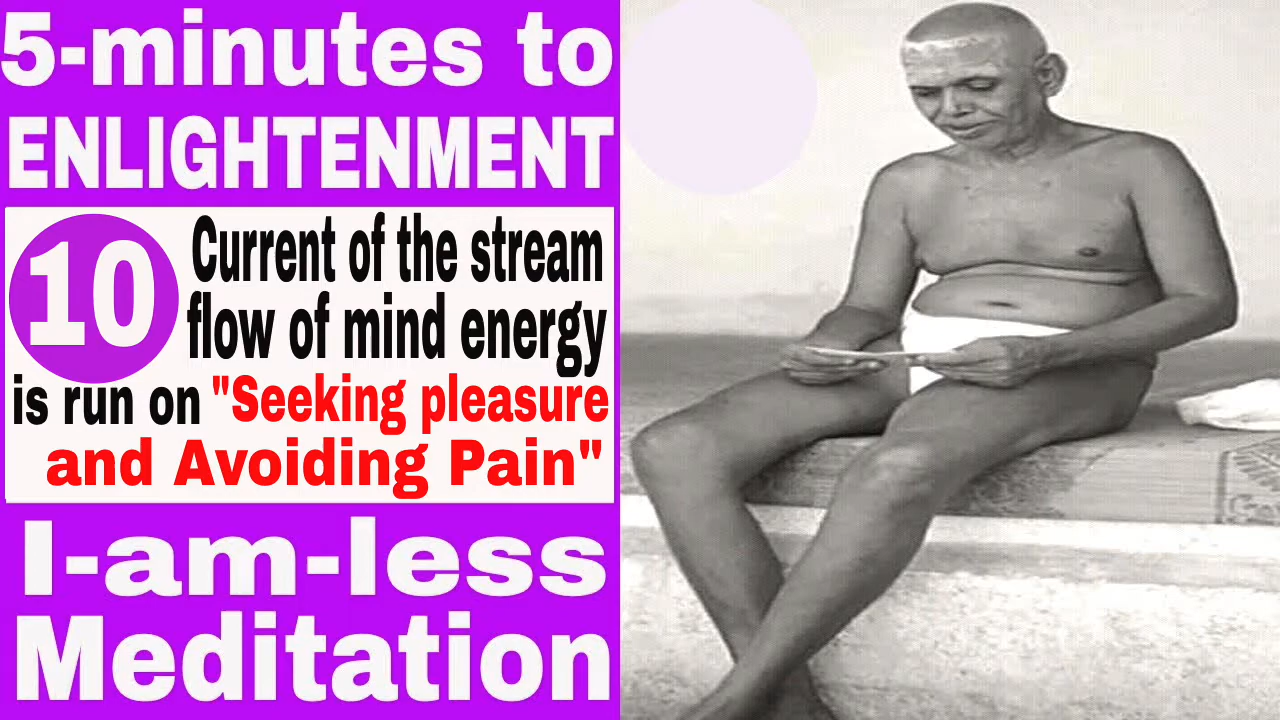 5-minutes to
ENLIGHTENMENT
10
Current of the stream
flow of mind energy
is run on "Seeking pleasure
and Avoiding Pain"
I-am-less
Meditation